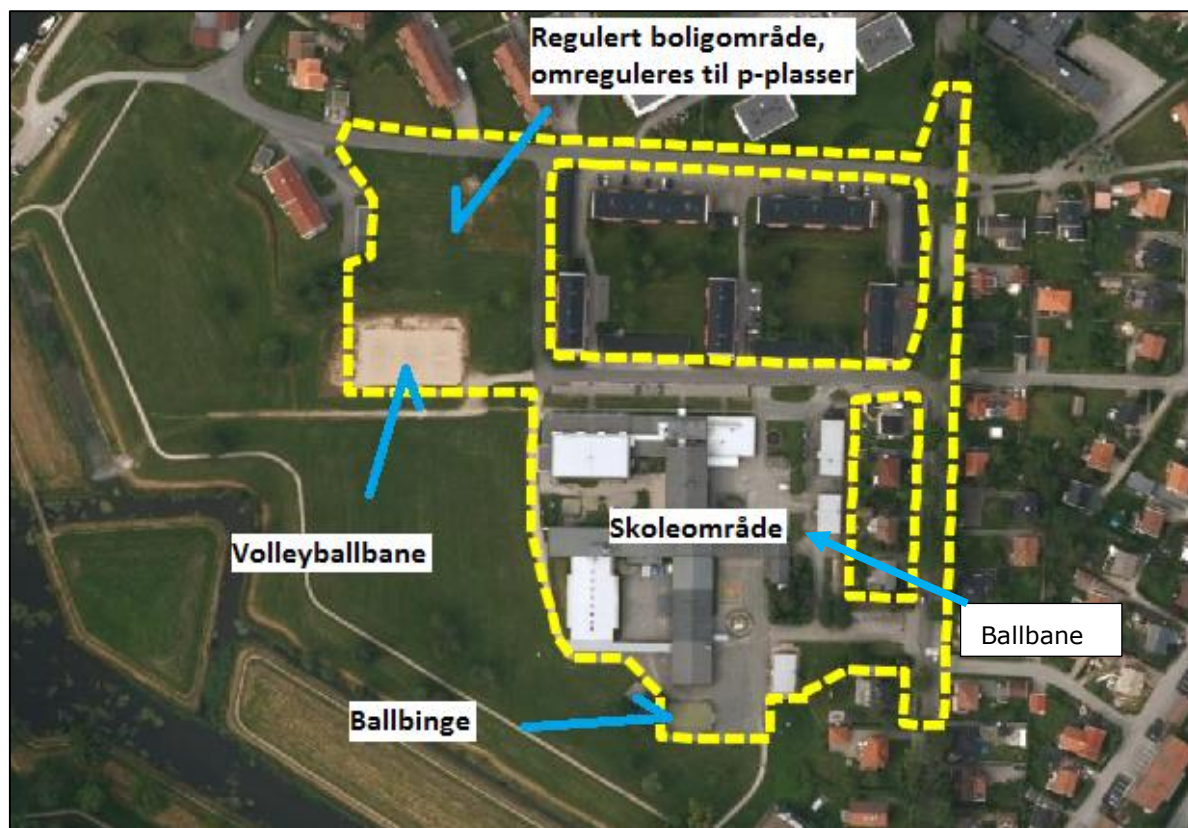 Regulert boligområde,
omreguleres til p-plasser
Volleyballbane
Skoleområde
Ballbane
Ballbinge